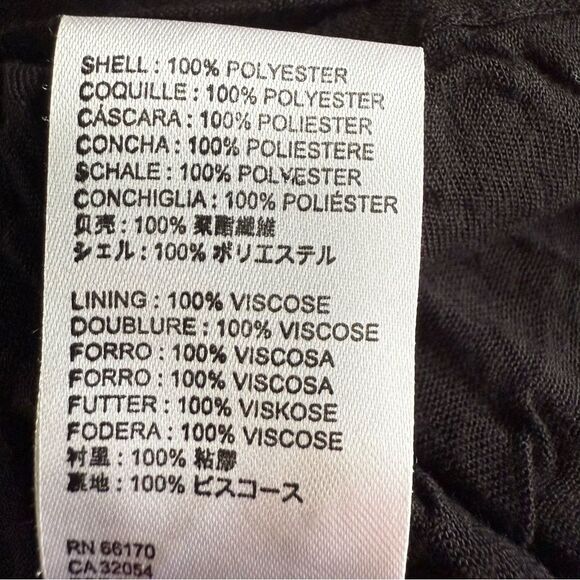 SHELL : 100% POLYESTER
COQUILLE : 100% POLYESTER
CÁSCARA : 100% POLIESTER
CONCHA : 100% POLIESTERE
SCHALE : 100% POLYESTER
CONCHIGLIA : 100% POLIÉSTER
贝壳 : 100% 聚酯纖維
シェル : 100% ポリエステル
LINING : 100% VISCOSE
DOUBLURE : 100% VISCOSE
FORRO : 100% VISCOSA
FORRO : 100% VISCOSA
FUTTER : 100% VISKOSE
FODERA : 100% VISCOSE
衬里 : 100% 粘膠
裏地 : 100% ビスコース
RN 66170
CA 32054